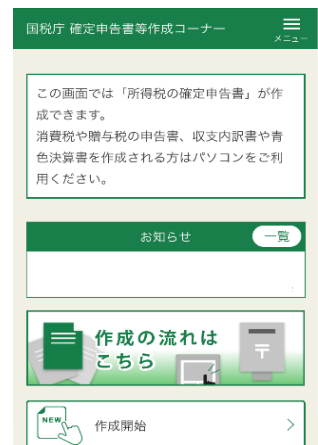 国税庁 確定申告書等作成コーナー
メニュー
この画面では「所得税の確定申告書」が作
成できます。
消費税や贈与税の申告書、収支内訳書や青
色決算書を作成される方はパソコンをご利
用ください。
お知らせ
一覧
作成の流れは
こちら
〒
NEW
作成開始